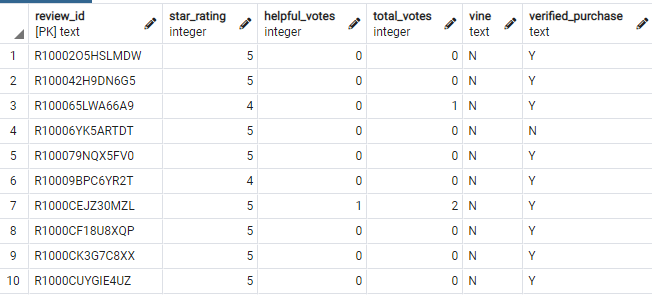 review_id star_rating helpful_votes total_votes vine verified_purchase
[PK] text integer integer integer text text
1 R10002O5HSLMDW 5 0 0 N Y
2 R100042H9DN6G5 5 0 0 N Y
3 R100065LWA66A9 4 0 1 N Y
4 R10006YK5ARTDT 5 0 0 N N
5 R100079NQX5FV0 5 0 0 N Y
6 R10009BPC6YR2T 4 0 0 N Y
7 R1000CEJZ30MZL 5 1 2 N Y
8 R1000CF18U8XQP 5 0 0 N Y
9 R1000CK3G7C8XX 5 0 0 N Y
10 R1000CUYGIE4UZ 5 0 0 N Y